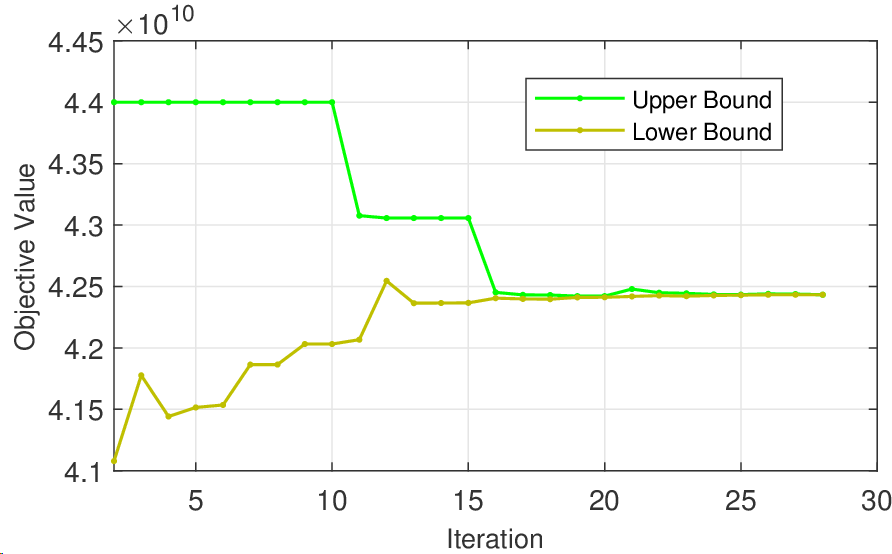 ×10^10
4.45
4.4
4.35
4.3
4.25
4.2
4.15
4.1
Objective Value
Upper Bound
Lower Bound
5 10 15 20 25 30
Iteration